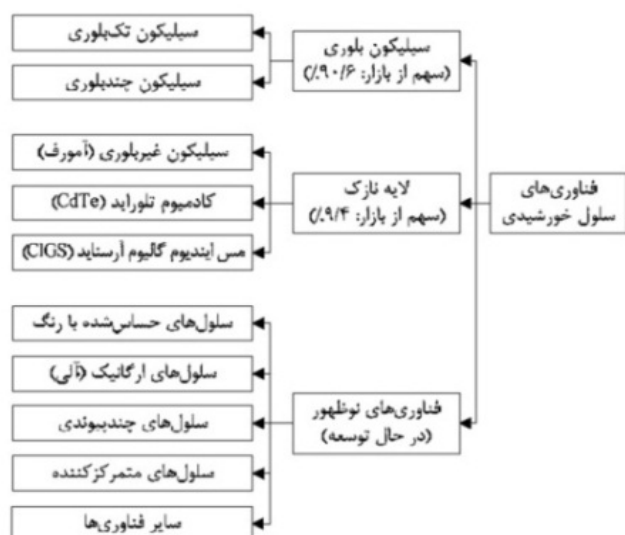 فناوری‌های
سلول خورشیدی
سیلیکون بلوری
(سهم از بازار: ۹۰/۶٪)
سیلیکون تک‌بلوری
سیلیکون چندبلوری
لایه نازک
(سهم از بازار: ۹/۴٪)
سیلیکون غیربلوری (آمورف)
کادمیوم تلوراید (CdTe)
مس ایندیوم گالیوم آرسناید (CIGS)
فناوری‌های نوظهور
(در حال توسعه)
سلول‌های حساس‌شده با رنگ
سلول‌های ارگانیک (آلی)
سلول‌های چندپیوندی
سلول‌های متمرکزکننده
سایر فناوری‌ها